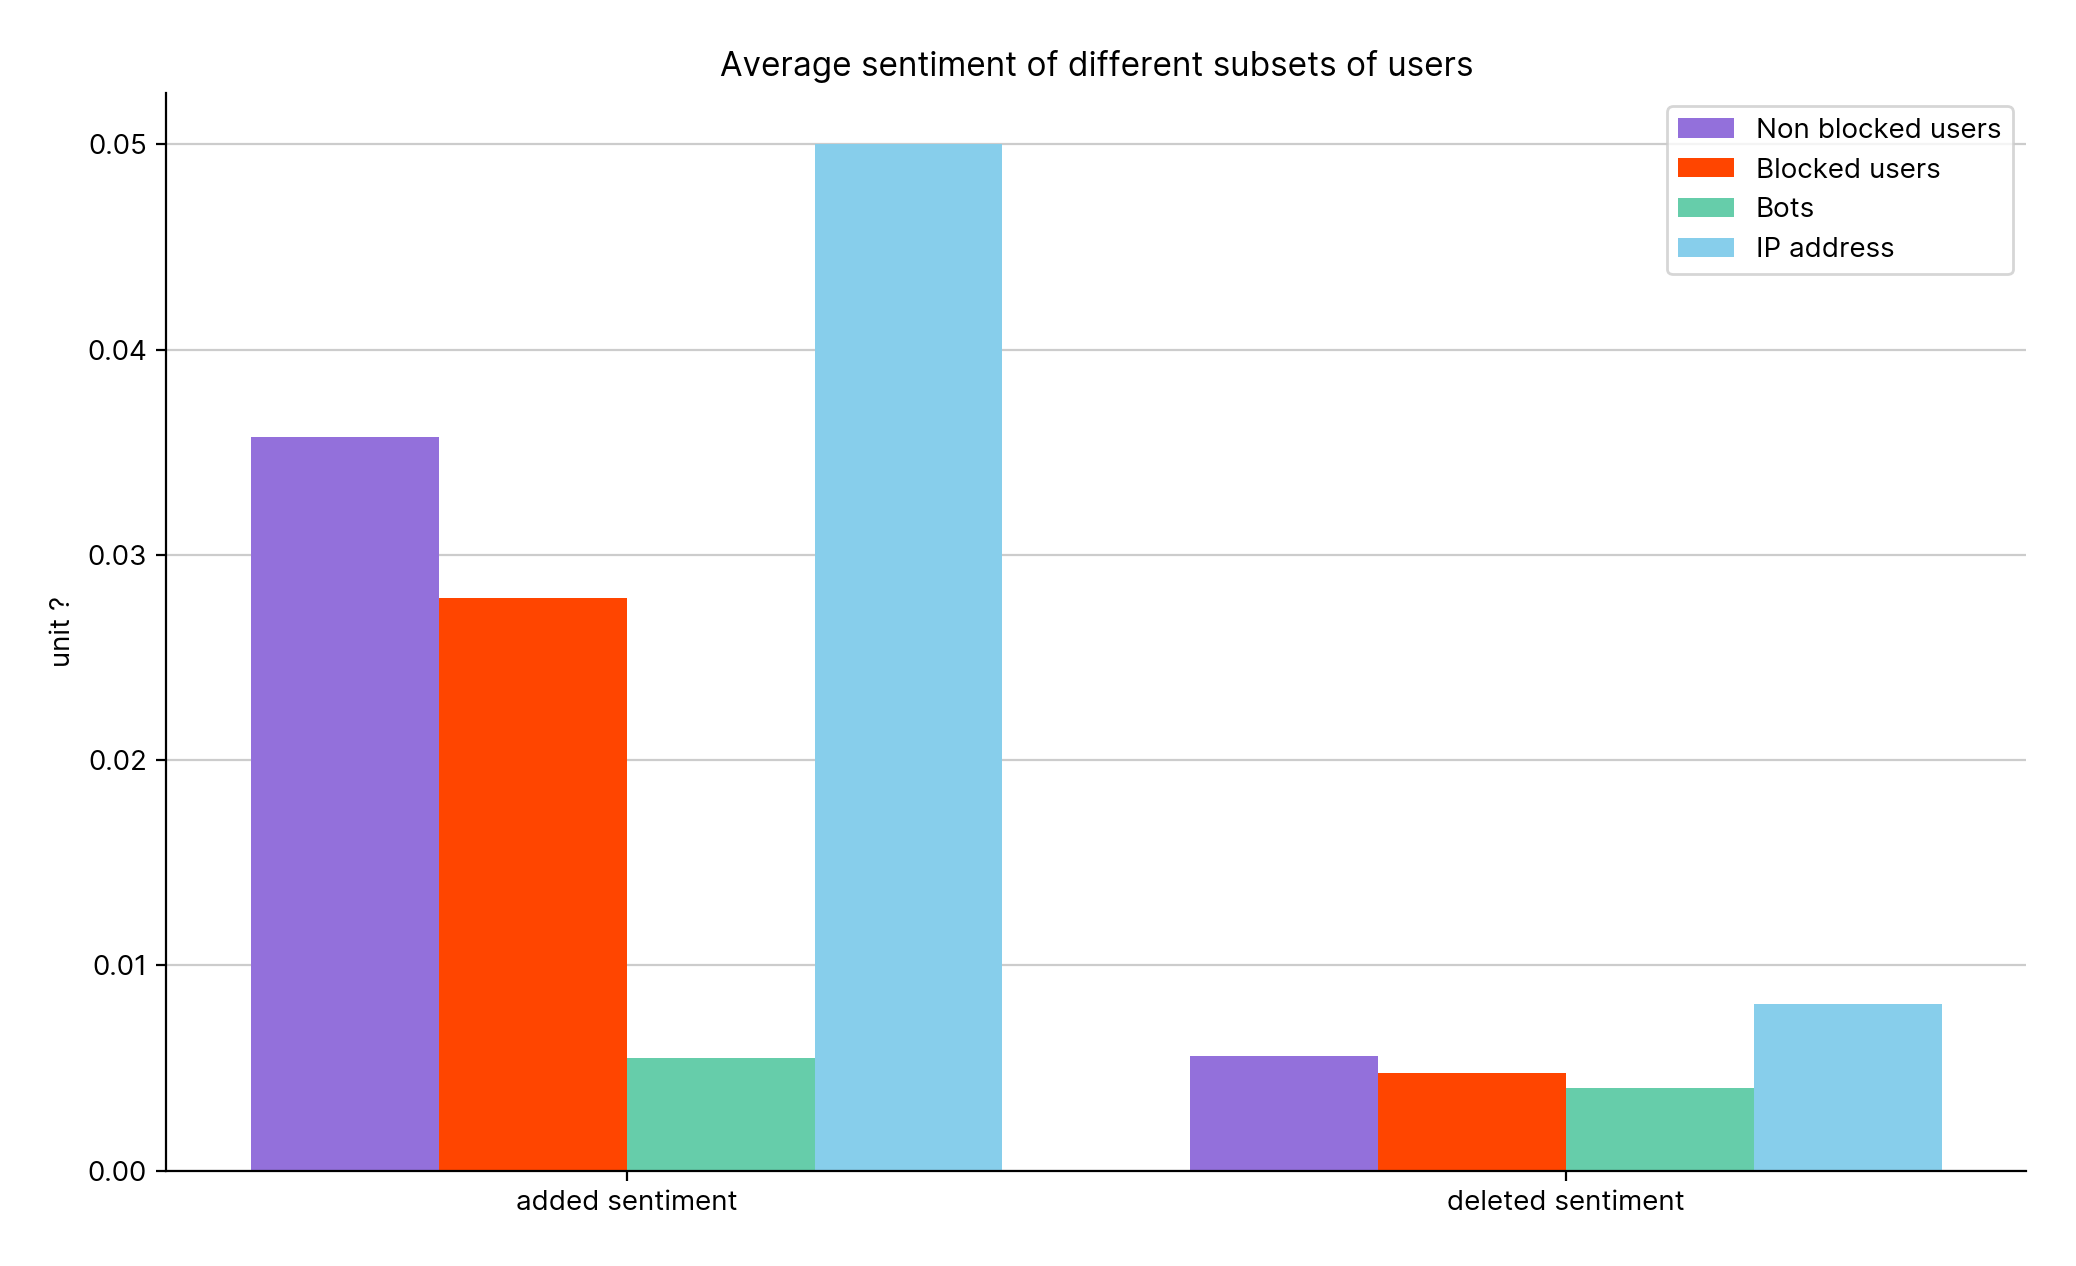 Average sentiment of different subsets of users
Non blocked users
Blocked users
Bots
IP address
unit ?
0.05
0.04
0.03
0.02
0.01
0.00
added sentiment
deleted sentiment